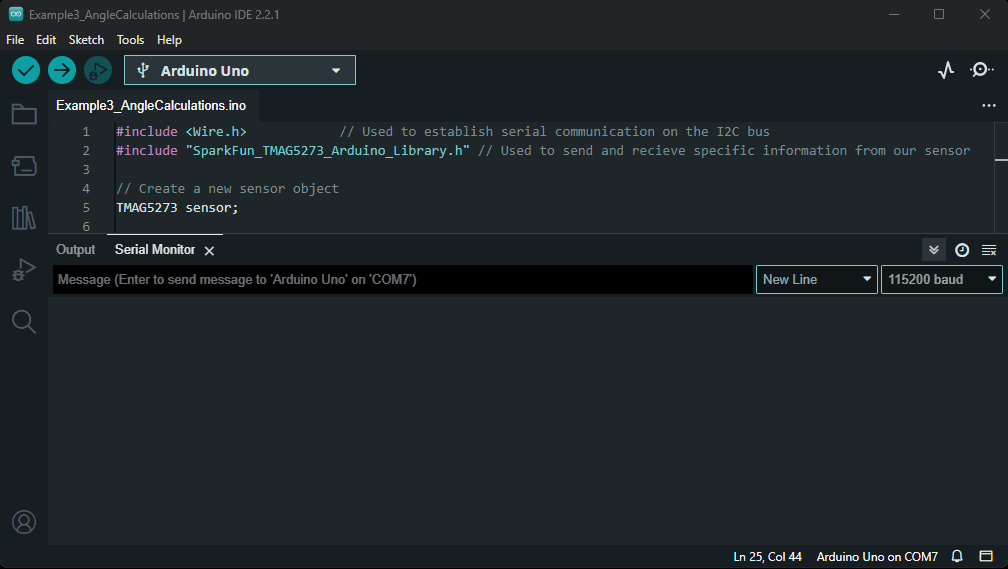 Example3_AngleCalculations | Arduino IDE 2.2.1
File Edit Sketch Tools Help
Arduino Uno
Example3_AngleCalculations.ino
1 #include <Wire.h> // Used to establish serial communication on the I2C bus
2 #include "SparkFun_TMAG5273_Arduino_Library.h" // Used to send and recieve specific information from our sensor
3
4 // Create a new sensor object
5 TMAG5273 sensor;
6
Output Serial Monitor
Message (Enter to send message to 'Arduino Uno' on 'COM7') New Line 115200 baud
Ln 25, Col 44 Arduino Uno on COM7